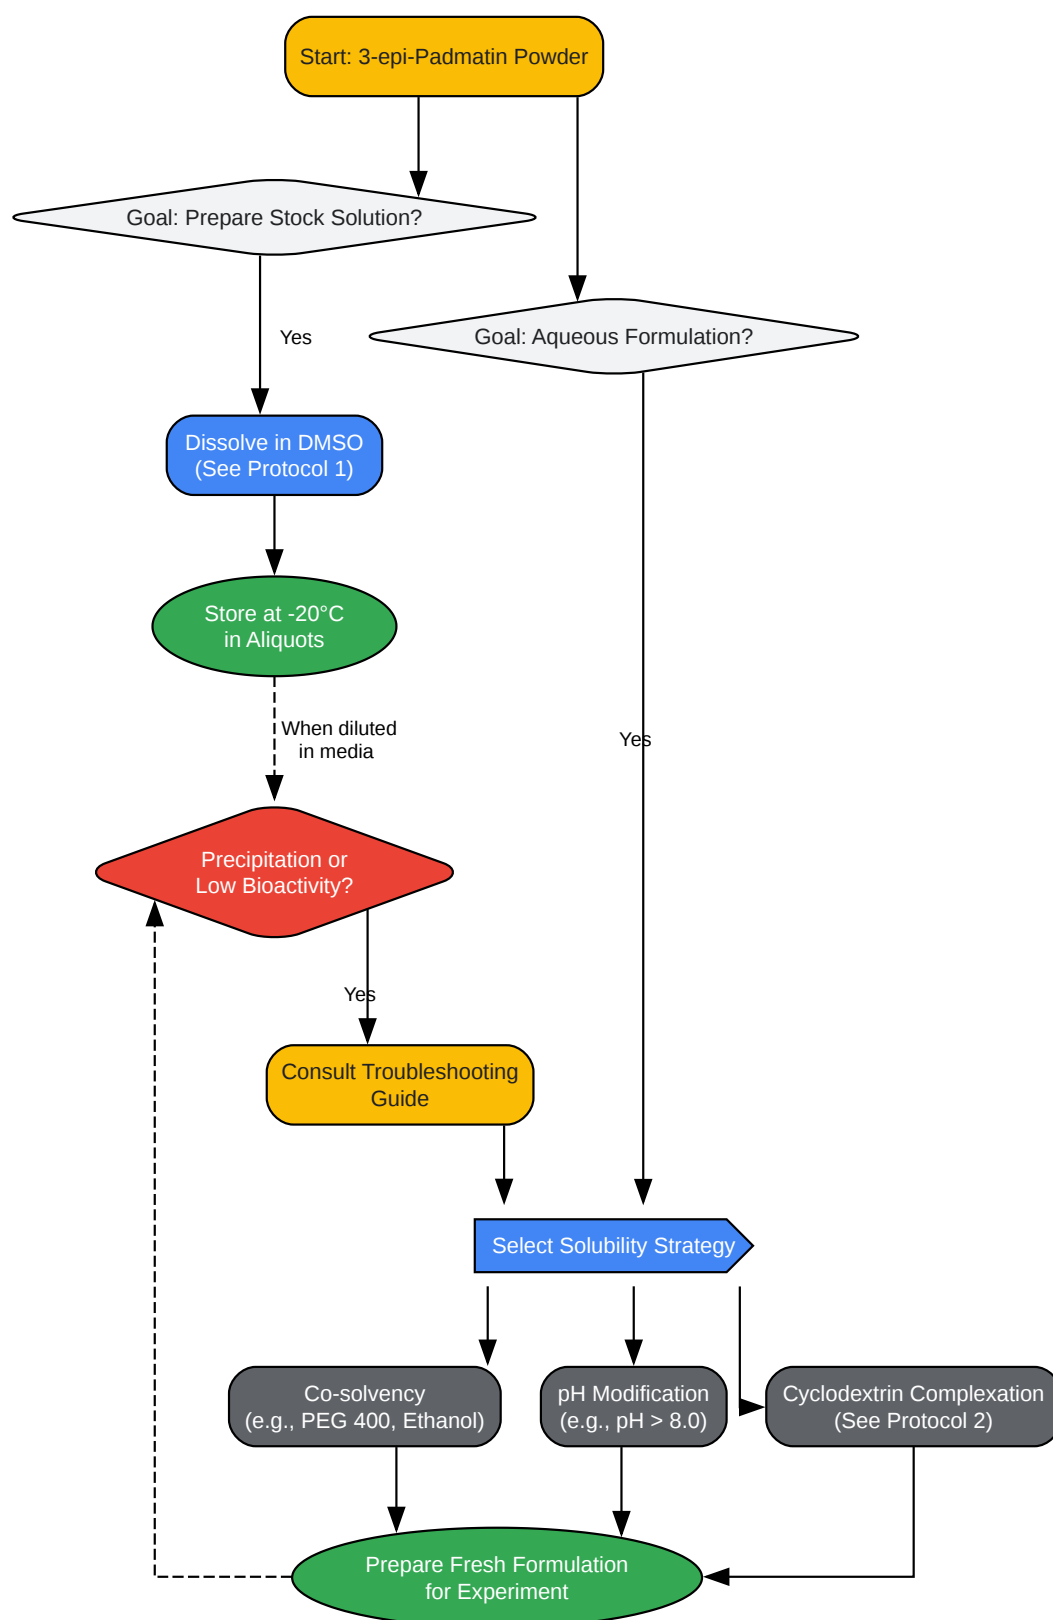 Start: 3-epi-Padmatin Powder
Goal: Prepare Stock Solution?
Yes
Goal: Aqueous Formulation?
Dissolve in DMSO
(See Protocol 1)
Store at -20°C
in Aliquots
When diluted
in media
Yes
Precipitation or
Low Bioactivity?
Yes
Consult Troubleshooting
Guide
Select Solubility Strategy
Co-solvency
(e.g., PEG 400, Ethanol)
pH Modification
(e.g., pH > 8.0)
Cyclodextrin Complexation
(See Protocol 2)
Prepare Fresh Formulation
for Experiment